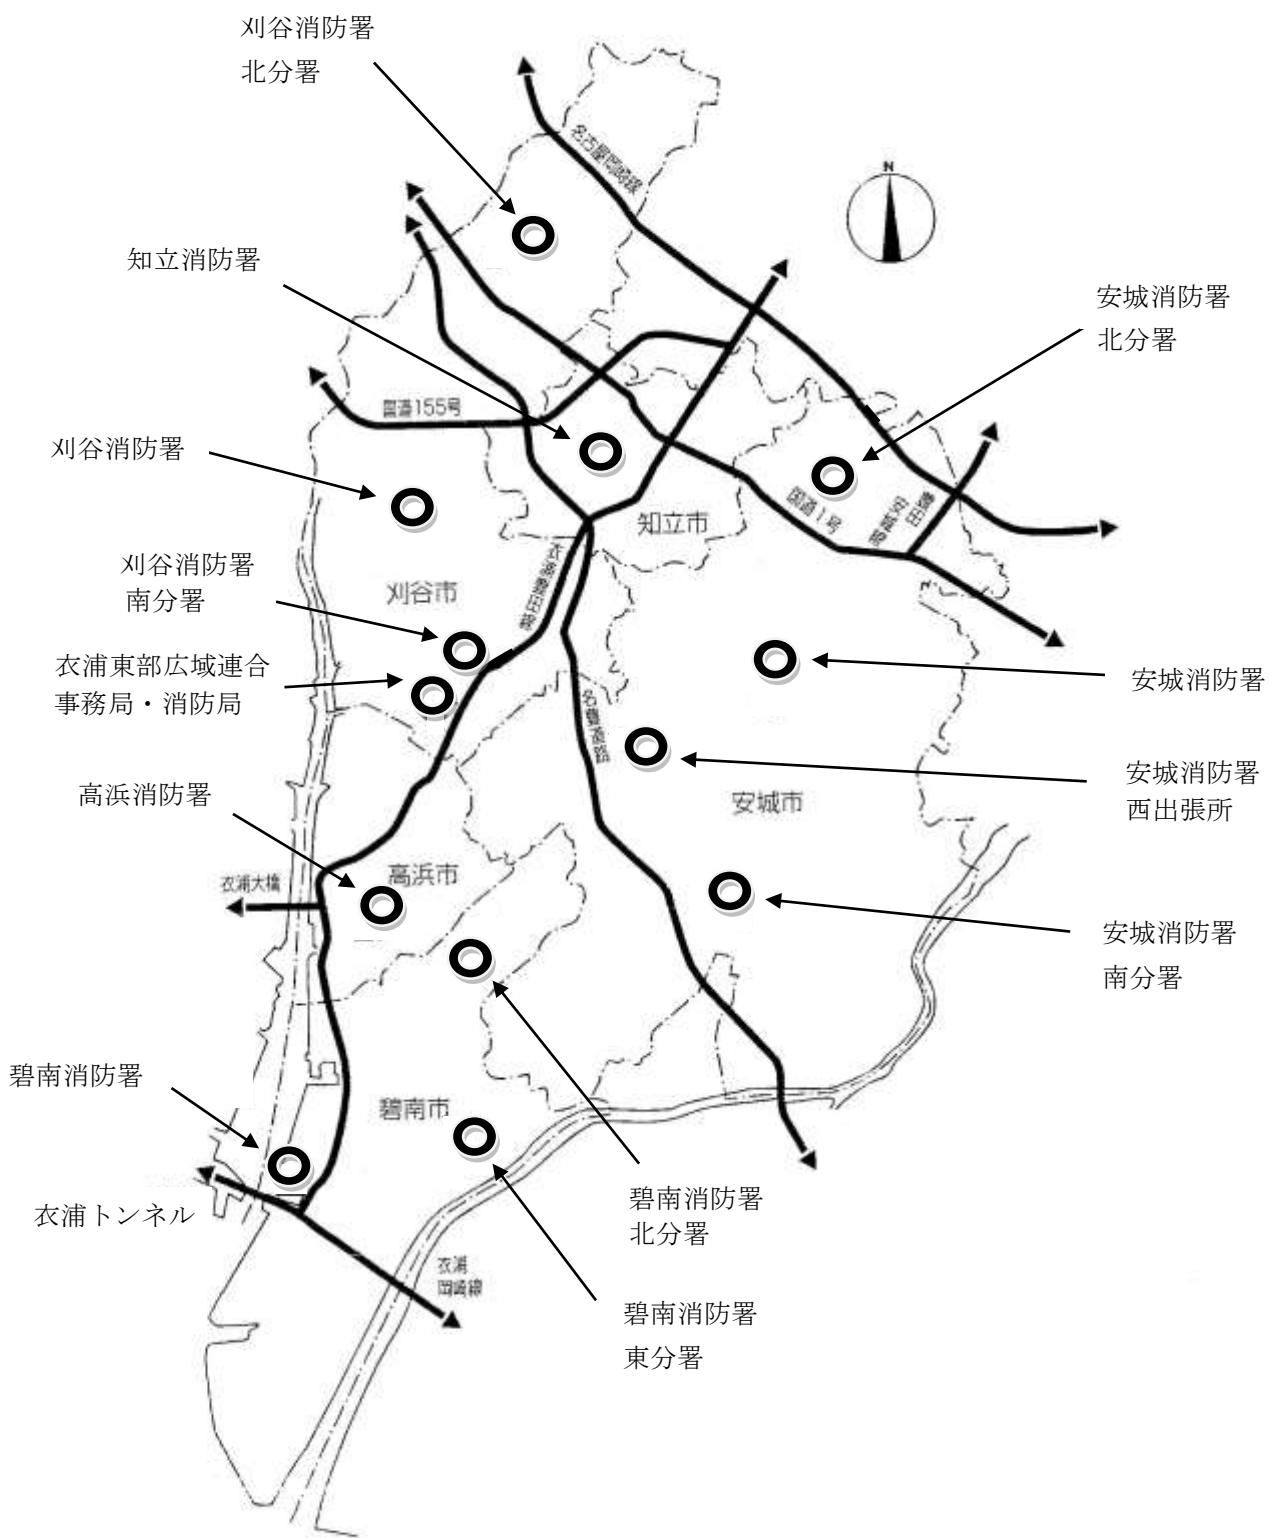 刈谷消防署
北分署
名古屋岡崎線
N
知立消防署
安城消防署
北分署
国道155号
刈谷消防署
国道1号
知立市
刈谷消防署
南分署
刈谷市
衣浦東部広域連合
事務局・消防局
安城消防署
安城消防署
西出張所
高浜消防署
安城市
高浜市
衣浦大橋
安城消防署
南分署
碧南消防署
碧南市
碧南消防署
北分署
衣浦トンネル
衣浦
岡崎線
碧南消防署
東分署